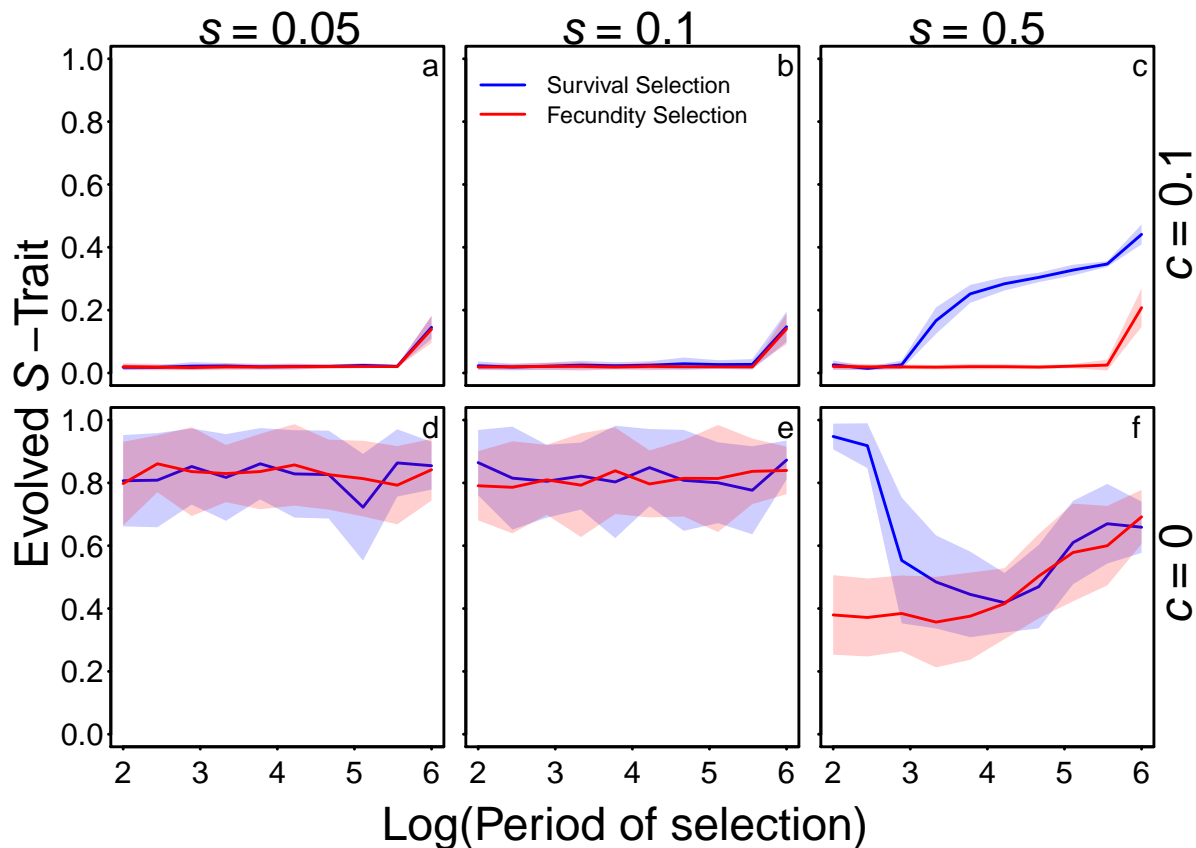 s = 0.05
s = 0.1
s = 0.5
a
b
c
Survival Selection
Fecundity Selection
1.0
0.8
0.6
0.4
0.2
0.0
c = 0.1
Evolved S−Trait
d
e
f
1.0
0.8
0.6
0.4
0.2
0.0
c = 0
2 3 4 5 6
2 3 4 5 6
2 3 4 5 6
Log(Period of selection)